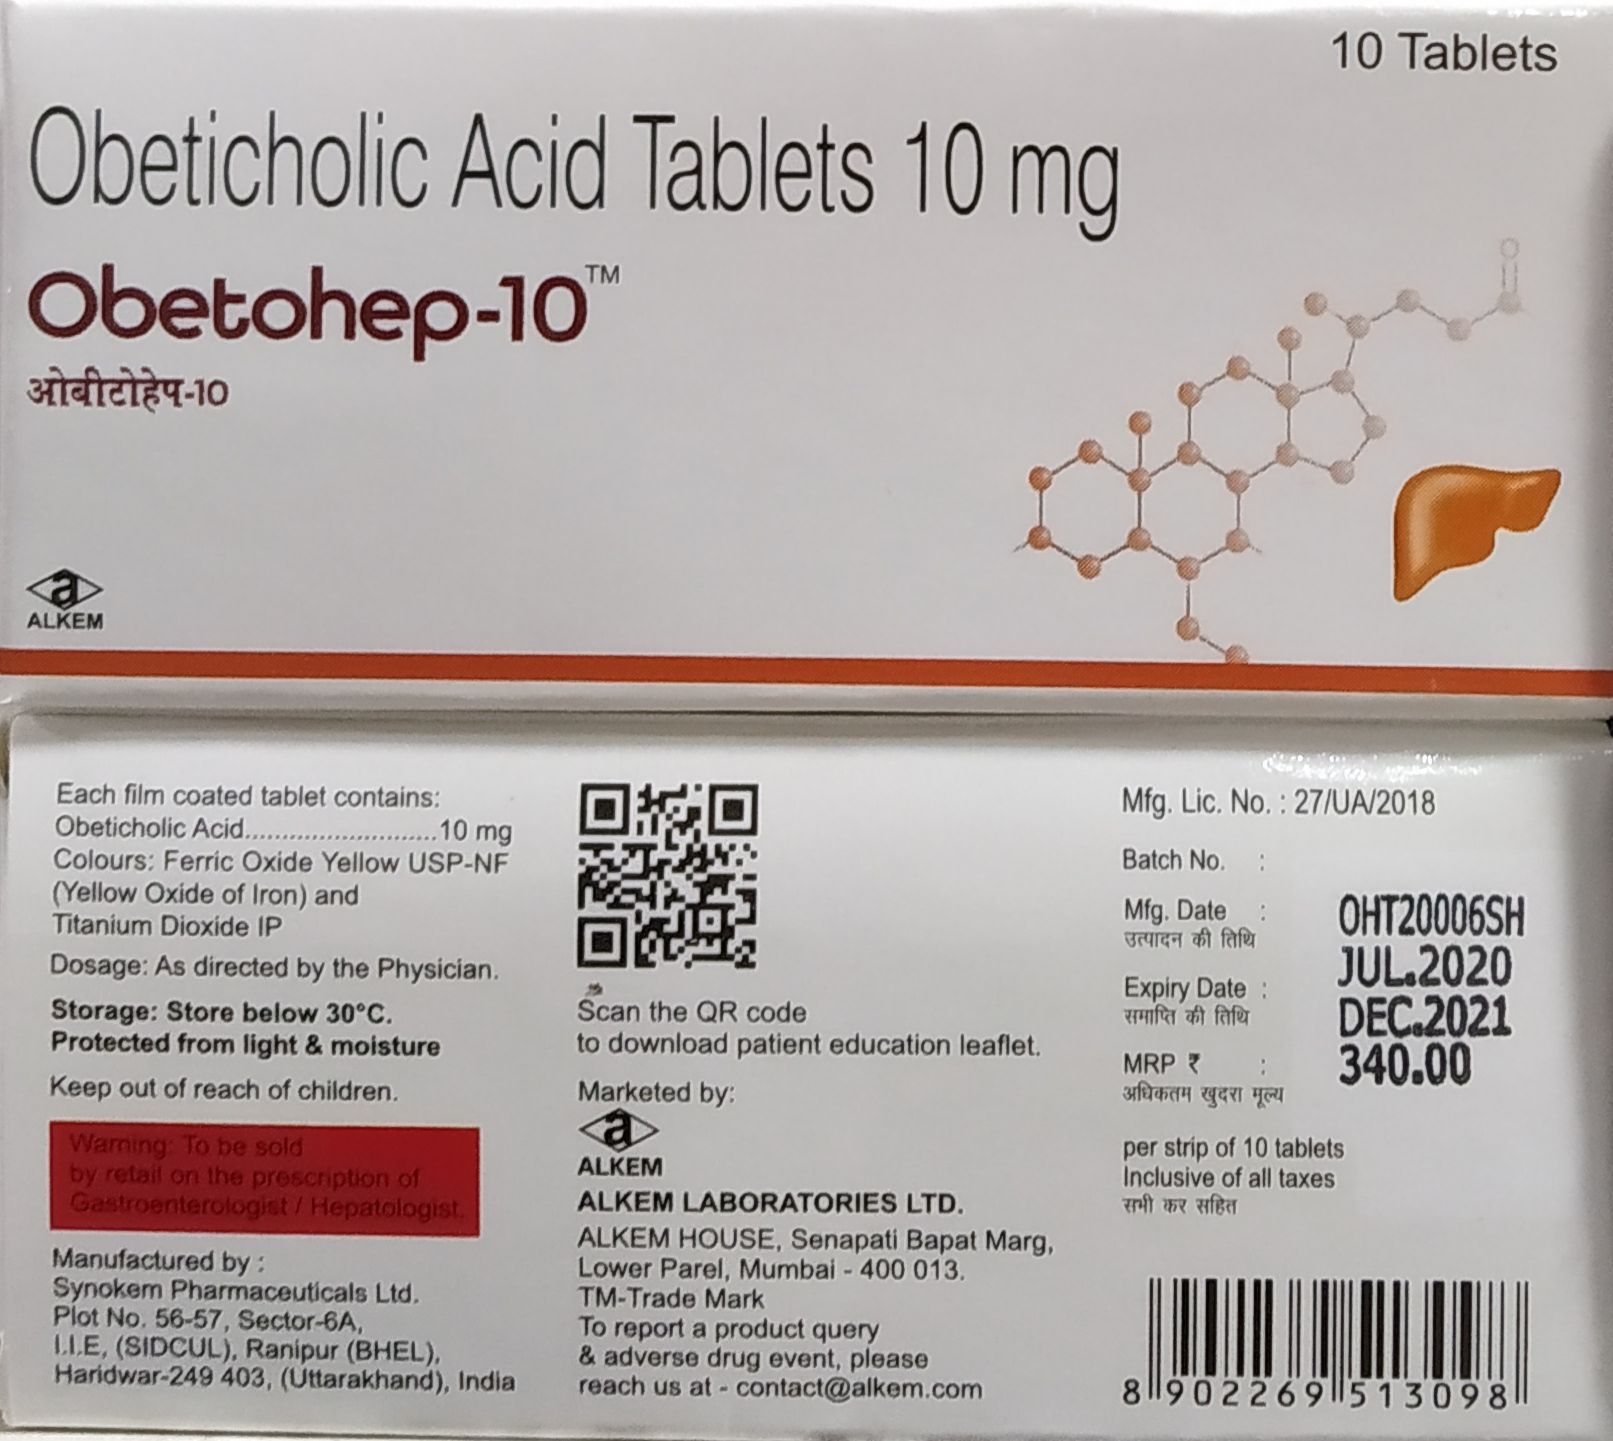 10 Tablets
Obeticholic Acid Tablets 10 mg
Obetohep-10™
ओबीटोहेप-10
a
ALKEM
O
Each film coated tablet contains:
Obeticholic Acid..........................10 mg
Colours: Ferric Oxide Yellow USP-NF
(Yellow Oxide of Iron) and
Titanium Dioxide IP
Dosage: As directed by the Physician.
Storage: Store below 30°C.
Protected from light & moisture
Keep out of reach of children.
Warning: To be sold
by retail on the prescription of
Gastroenterologist / Hepatologist.
Manufactured by :
Synokem Pharmaceuticals Ltd.
Plot No. 56-57, Sector-6A,
I.I.E, (SIDCUL), Ranipur (BHEL),
Haridwar-249 403, (Uttarakhand), India
Scan the QR code
to download patient education leaflet.
Marketed by:
a
ALKEM
ALKEM LABORATORIES LTD.
ALKEM HOUSE, Senapati Bapat Marg,
Lower Parel, Mumbai - 400 013.
TM-Trade Mark
To report a product query
& adverse drug event, please
reach us at - contact@alkem.com
Mfg. Lic. No. : 27/UA/2018
Batch No. :
OHT20006SH
Mfg. Date :
उत्पादन की तिथि
JUL.2020
Expiry Date :
समाप्ति की तिथि
DEC.2021
MRP ₹ :
अधिकतम खुदरा मूल्य
340.00
per strip of 10 tablets
Inclusive of all taxes
सभी कर सहित
8 902269 513098